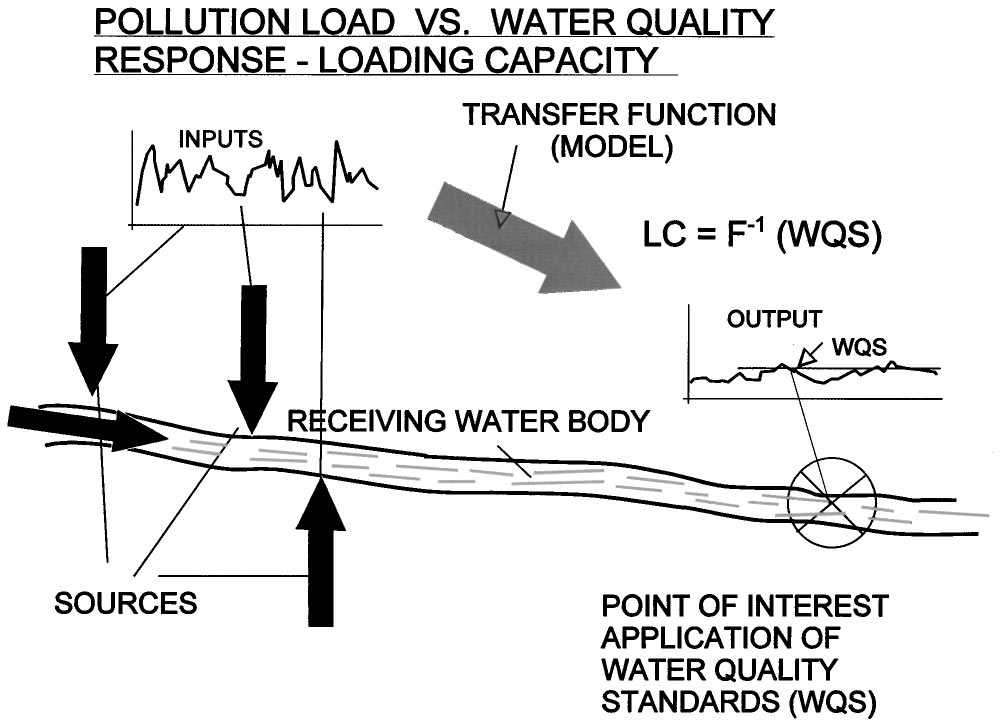 POLLUTION LOAD VS. WATER QUALITY
RESPONSE - LOADING CAPACITY
TRANSFER FUNCTION
(MODEL)
INPUTS
LC = F⁻¹ (WQS)
OUTPUT
WQS
RECEIVING WATER BODY
SOURCES
POINT OF INTEREST
APPLICATION OF
WATER QUALITY
STANDARDS (WQS)